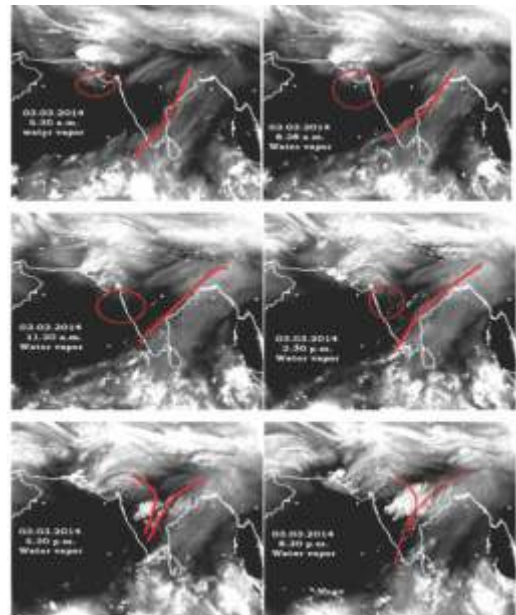 03.03.2014
5.30 a.m.
water vapor
03.03.2014
8.30 a.m.
Water vapor
03.03.2014
11.30 a.m.
Water vapor
03.03.2014
2.30 p.m.
Water vapor
03.03.2014
5.30 p.m.
Water vapor
03.03.2014
8.30 p.m.
Water vapor